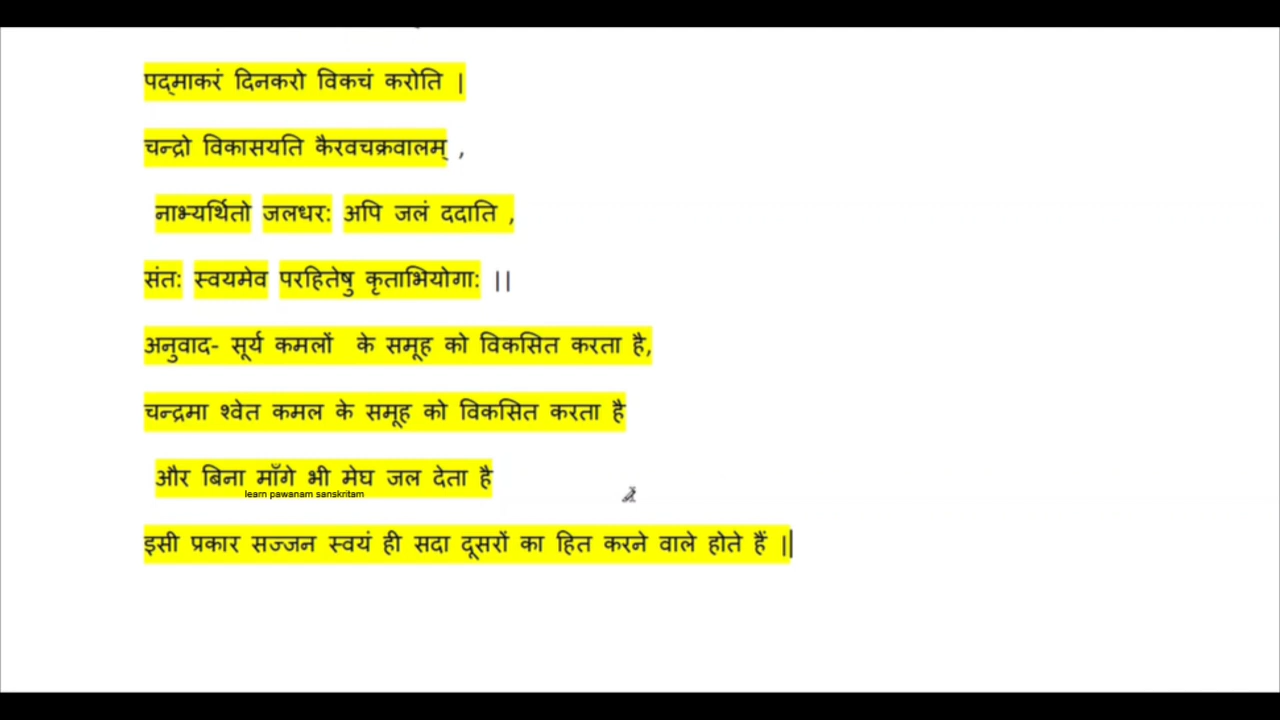 पद्माकरं दिनकरो विकचं करोति |
चन्द्रो विकासयति कैरवचक्रवालम् ,
नाभ्यर्थितो जलधर: अपि जलं ददाति ,
संत: स्वयमेव परहितेषु कृताभियोगा: ||
अनुवाद- सूर्य कमलों के समूह को विकसित करता है,
चन्द्रमा श्वेत कमल के समूह को विकसित करता है
और बिना माँगे भी मेघ जल देता है
learn pawanam sanskritam
इसी प्रकार सज्जन स्वयं ही सदा दूसरों का हित करने वाले होते हैं |